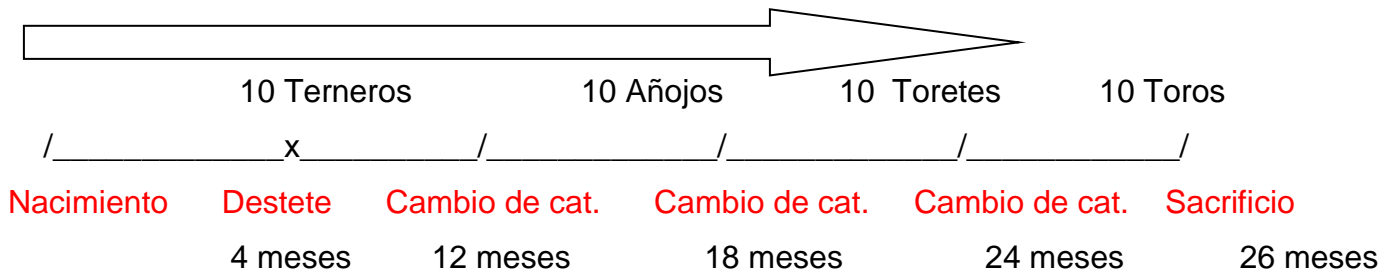 10 Terneros 10 Añojos 10 Toretes 10 Toros
/_____________x__________/_____________/_____________/____________/
Nacimiento Destete Cambio de cat. Cambio de cat. Cambio de cat. Sacrificio
4 meses 12 meses 18 meses 24 meses 26 meses